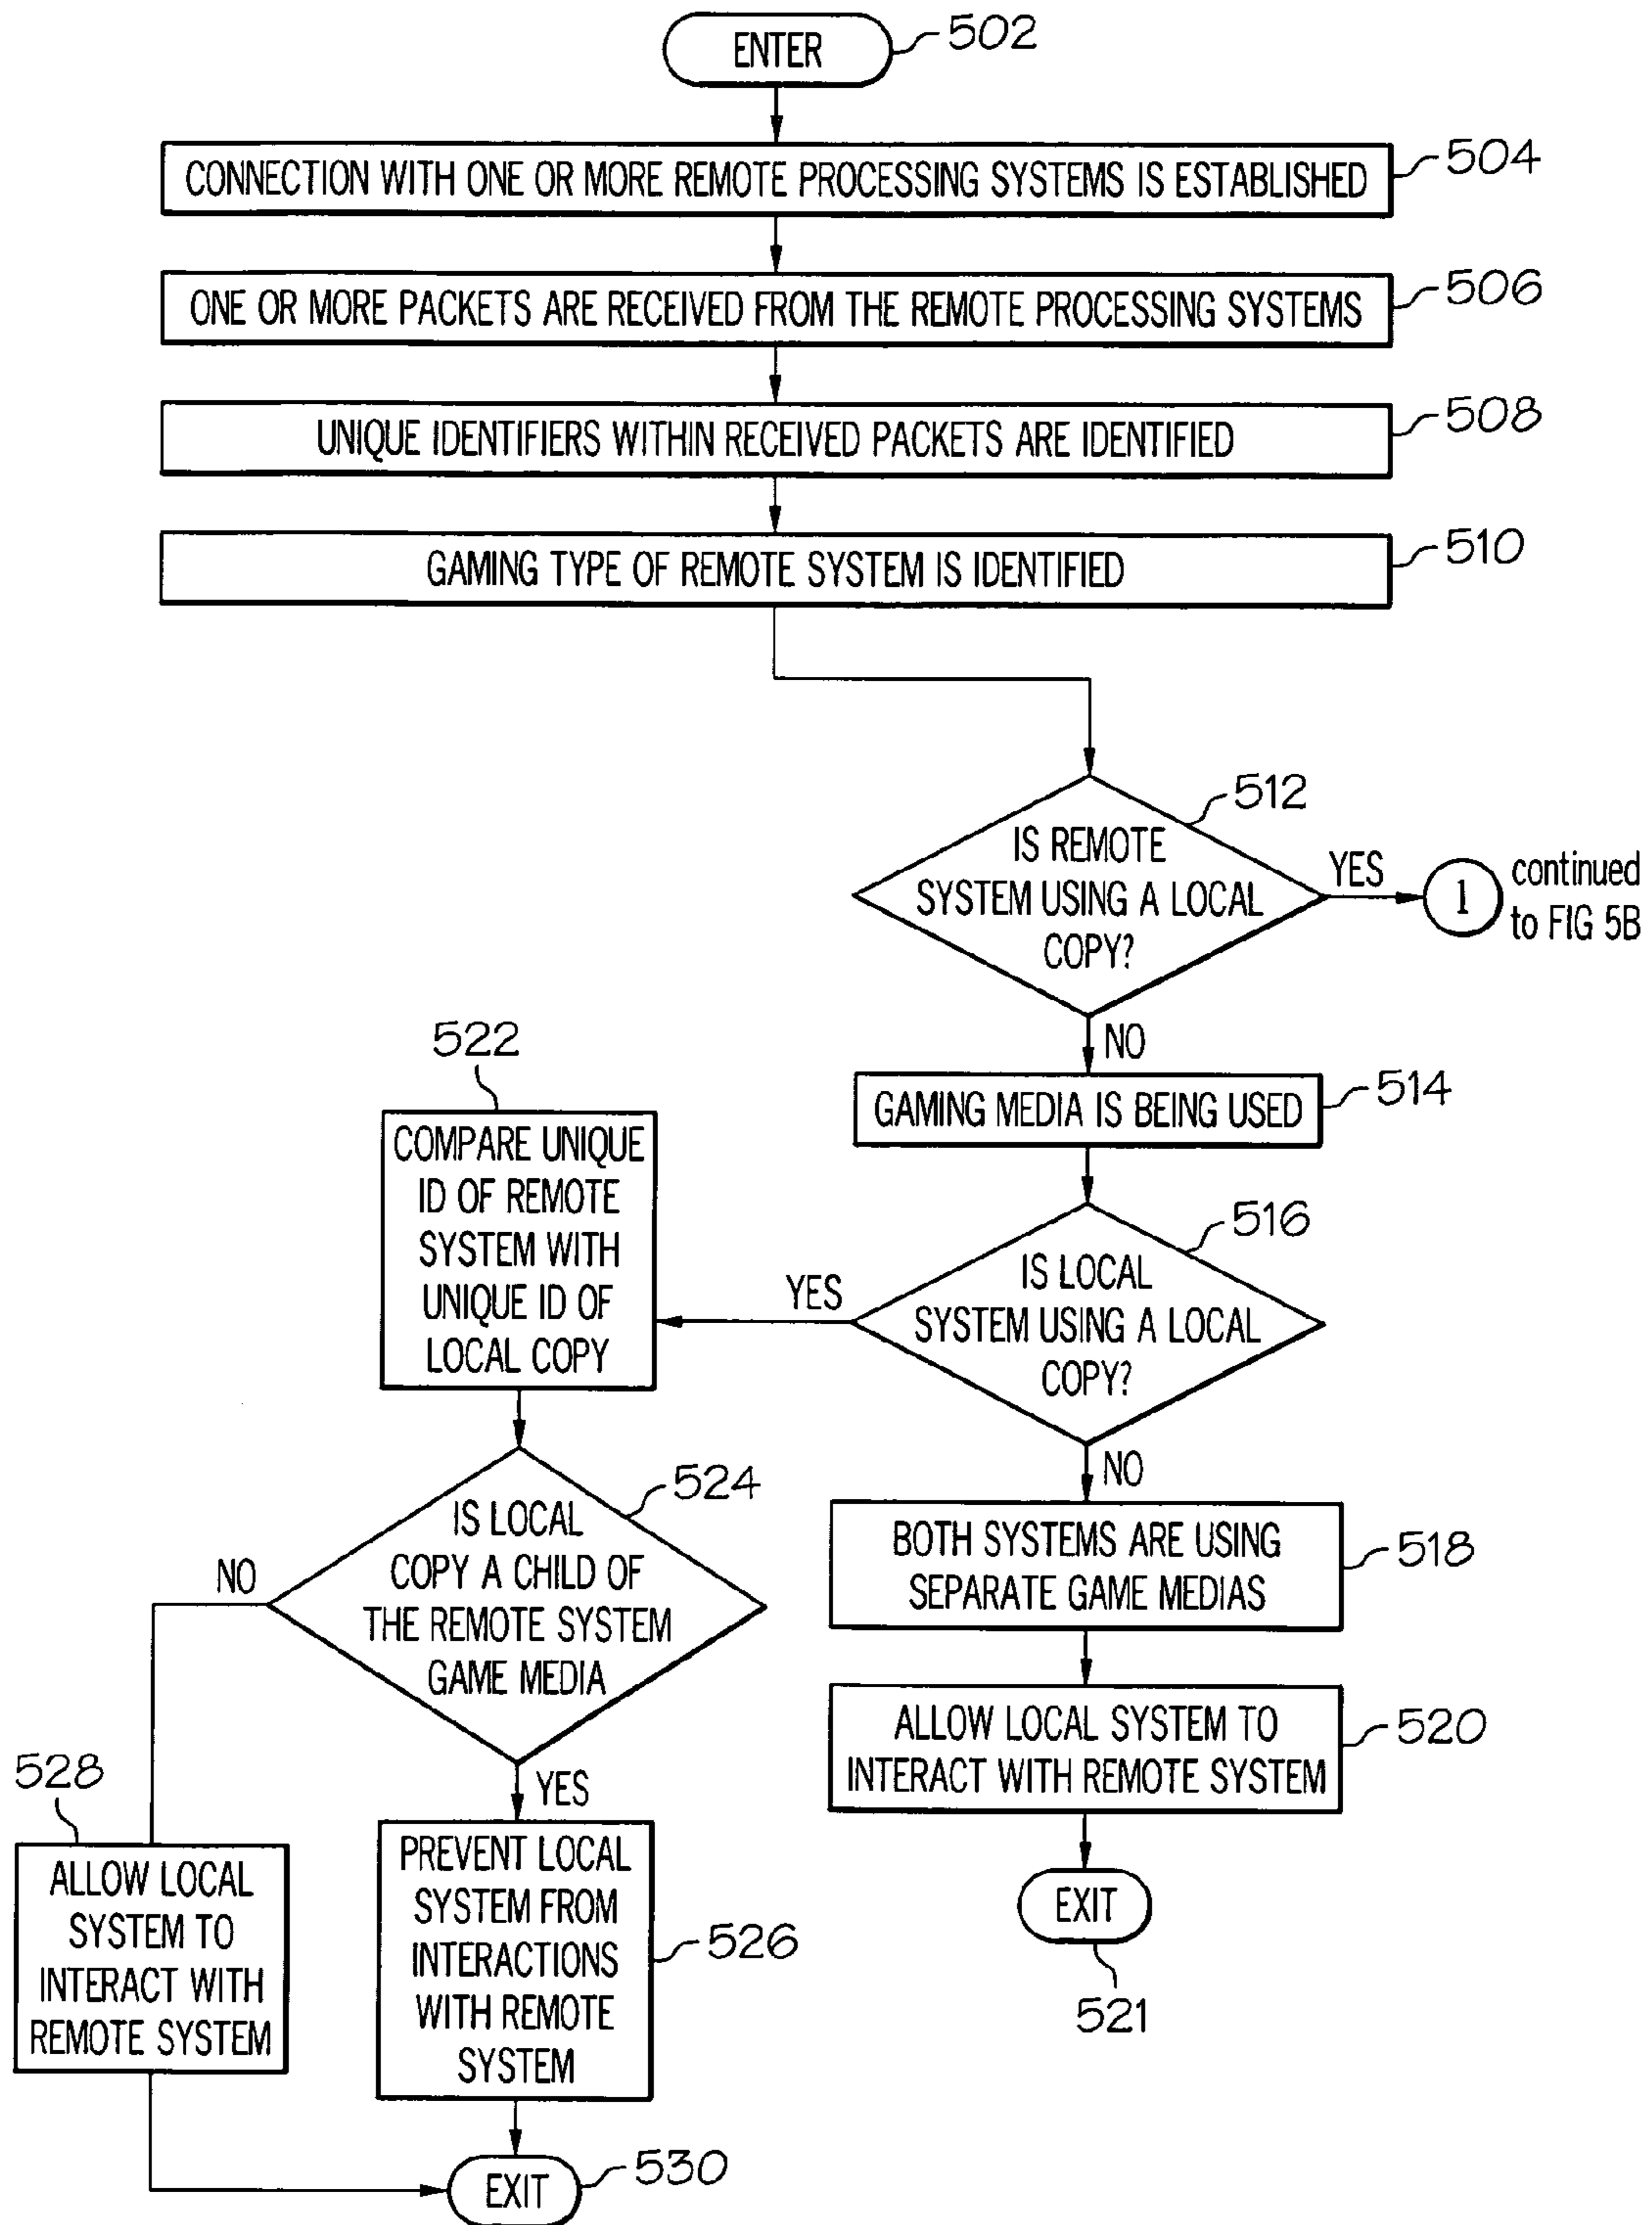 ENTER
502
CONNECTION WITH ONE OR MORE REMOTE PROCESSING SYSTEMS IS ESTABLISHED
504
ONE OR MORE PACKETS ARE RECEIVED FROM THE REMOTE PROCESSING SYSTEMS
506
UNIQUE IDENTIFIERS WITHIN RECEIVED PACKETS ARE IDENTIFIED
508
GAMING TYPE OF REMOTE SYSTEM IS IDENTIFIED
510
512
IS REMOTE
SYSTEM USING A LOCAL
COPY?
YES
1
continued
to FIG 5B
NO
GAMING MEDIA IS BEING USED
514
516
IS LOCAL
SYSTEM USING A LOCAL
COPY?
YES
522
COMPARE UNIQUE
ID OF REMOTE
SYSTEM WITH
UNIQUE ID OF
LOCAL COPY
NO
BOTH SYSTEMS ARE USING
SEPARATE GAME MEDIAS
518
ALLOW LOCAL SYSTEM TO
INTERACT WITH REMOTE SYSTEM
520
EXIT
521
524
IS LOCAL
COPY A CHILD OF
THE REMOTE SYSTEM
GAME MEDIA
NO
528
ALLOW LOCAL
SYSTEM TO
INTERACT WITH
REMOTE SYSTEM
YES
PREVENT LOCAL
SYSTEM FROM
INTERACTIONS
WITH REMOTE
SYSTEM
526
EXIT
530